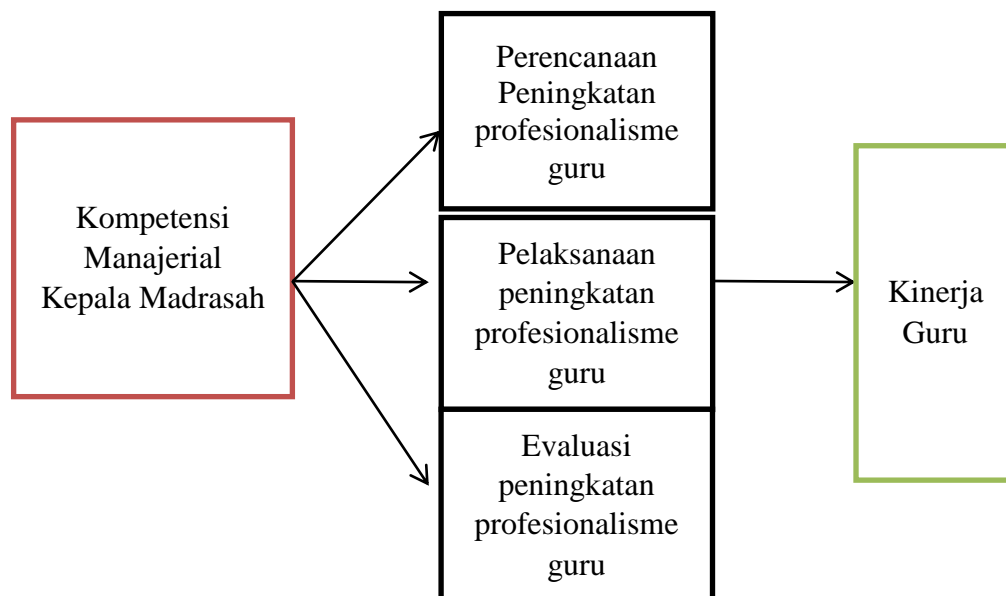 Kompetensi
Manajerial
Kepala Madrasah
Perencanaan
Peningkatan
profesionalisme
guru
Pelaksanaan
peningkatan
profesionalisme
guru
Evaluasi
peningkatan
profesionalisme
guru
Kinerja
Guru